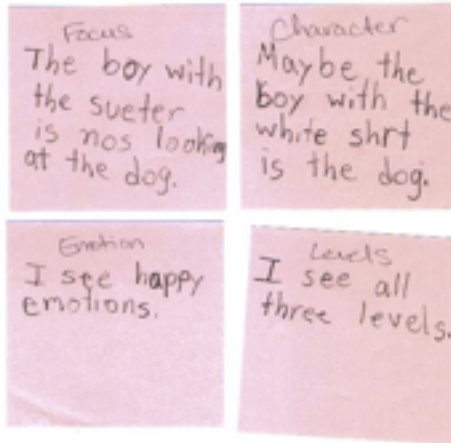 Focus
The boy with
the sueter
is nos looking
at the dog.
Character
Maybe the
boy with the
white shrt
is the dog.
Emotion
I see happy
emotions.
Levels
I see all
three levels.